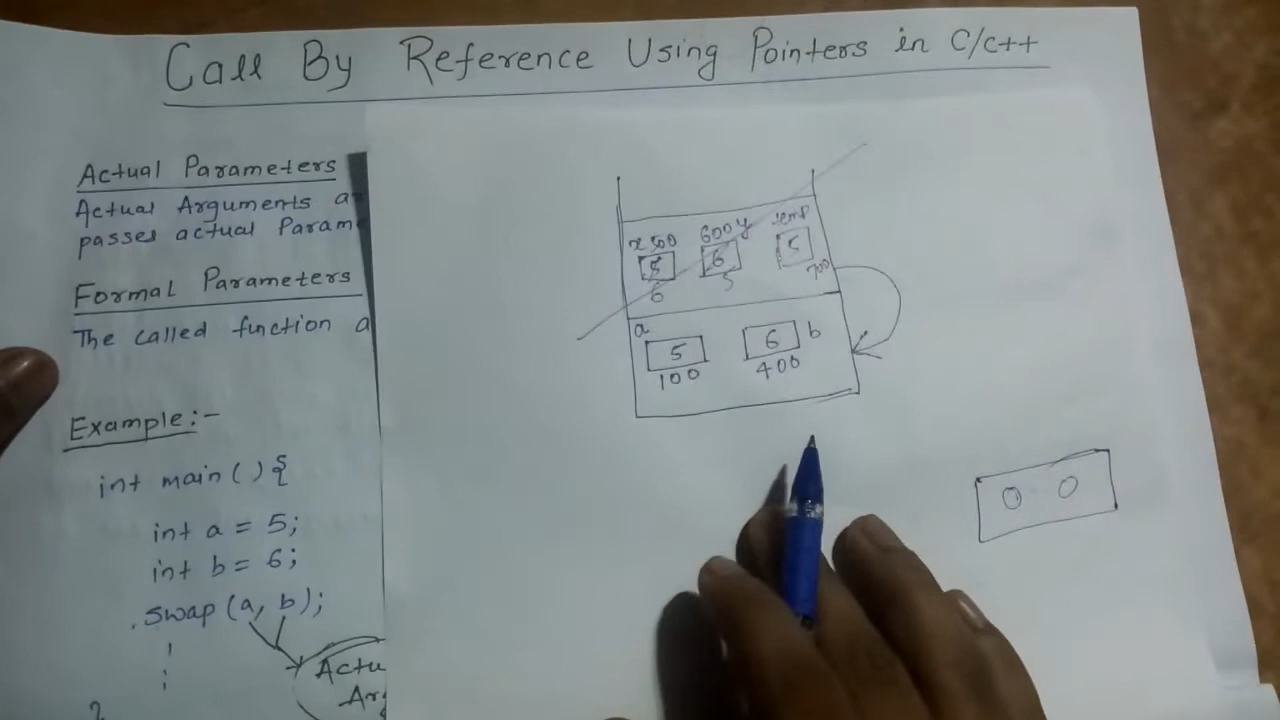 Call By Reference Using Pointers in C/C++
Actual Parameters
Actual Arguments a
passes actual Param
Formal Parameters
The called function a
Example:-
int main() {
int a = 5;
int b = 6;
swap (a, b);
Actu
Arg
x 500 600 y temp
5 6 5
6 5 700
a b
5 6
100 400
0 0